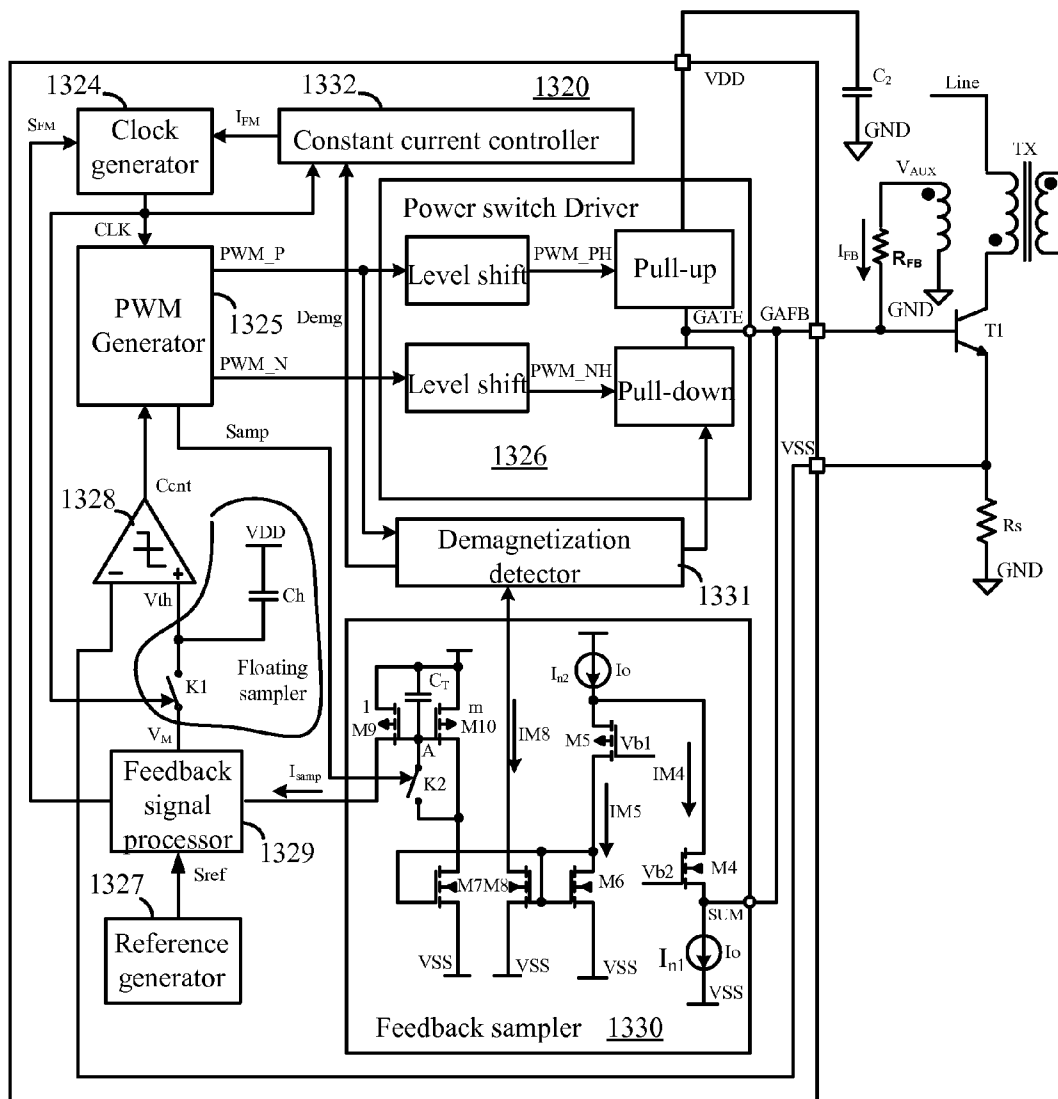 1324
1332
1320
VDD
C2
Line
SFM
Clock
generator
IFM
Constant current controller
GND
TX
VAUX
Power switch Driver
CLK
PWM_P
PWM_PH
Level shift
Pull-up
IFB
RFB
PWM
Generator
1325
Demg
GATE
GAFB
GND
T1
PWM_N
PWM_NH
Level shift
Pull-down
Samp
1326
VSS
Ccnt
1328
VDD
Rs
Demagnetization
detector
GND
1331
Vth
Ch
Floating
sampler
K1
In2
Io
CT
1
m
M9
M10
M5
Vb1
VM
A
IM8
IM4
Isamp
K2
Feedback
signal
processor
IM5
1329
M7
M8
M6
Vb2
M4
1327
Sref
SUM
Reference
generator
In1
Io
VSS
VSS
VSS
VSS
Feedback sampler
1330